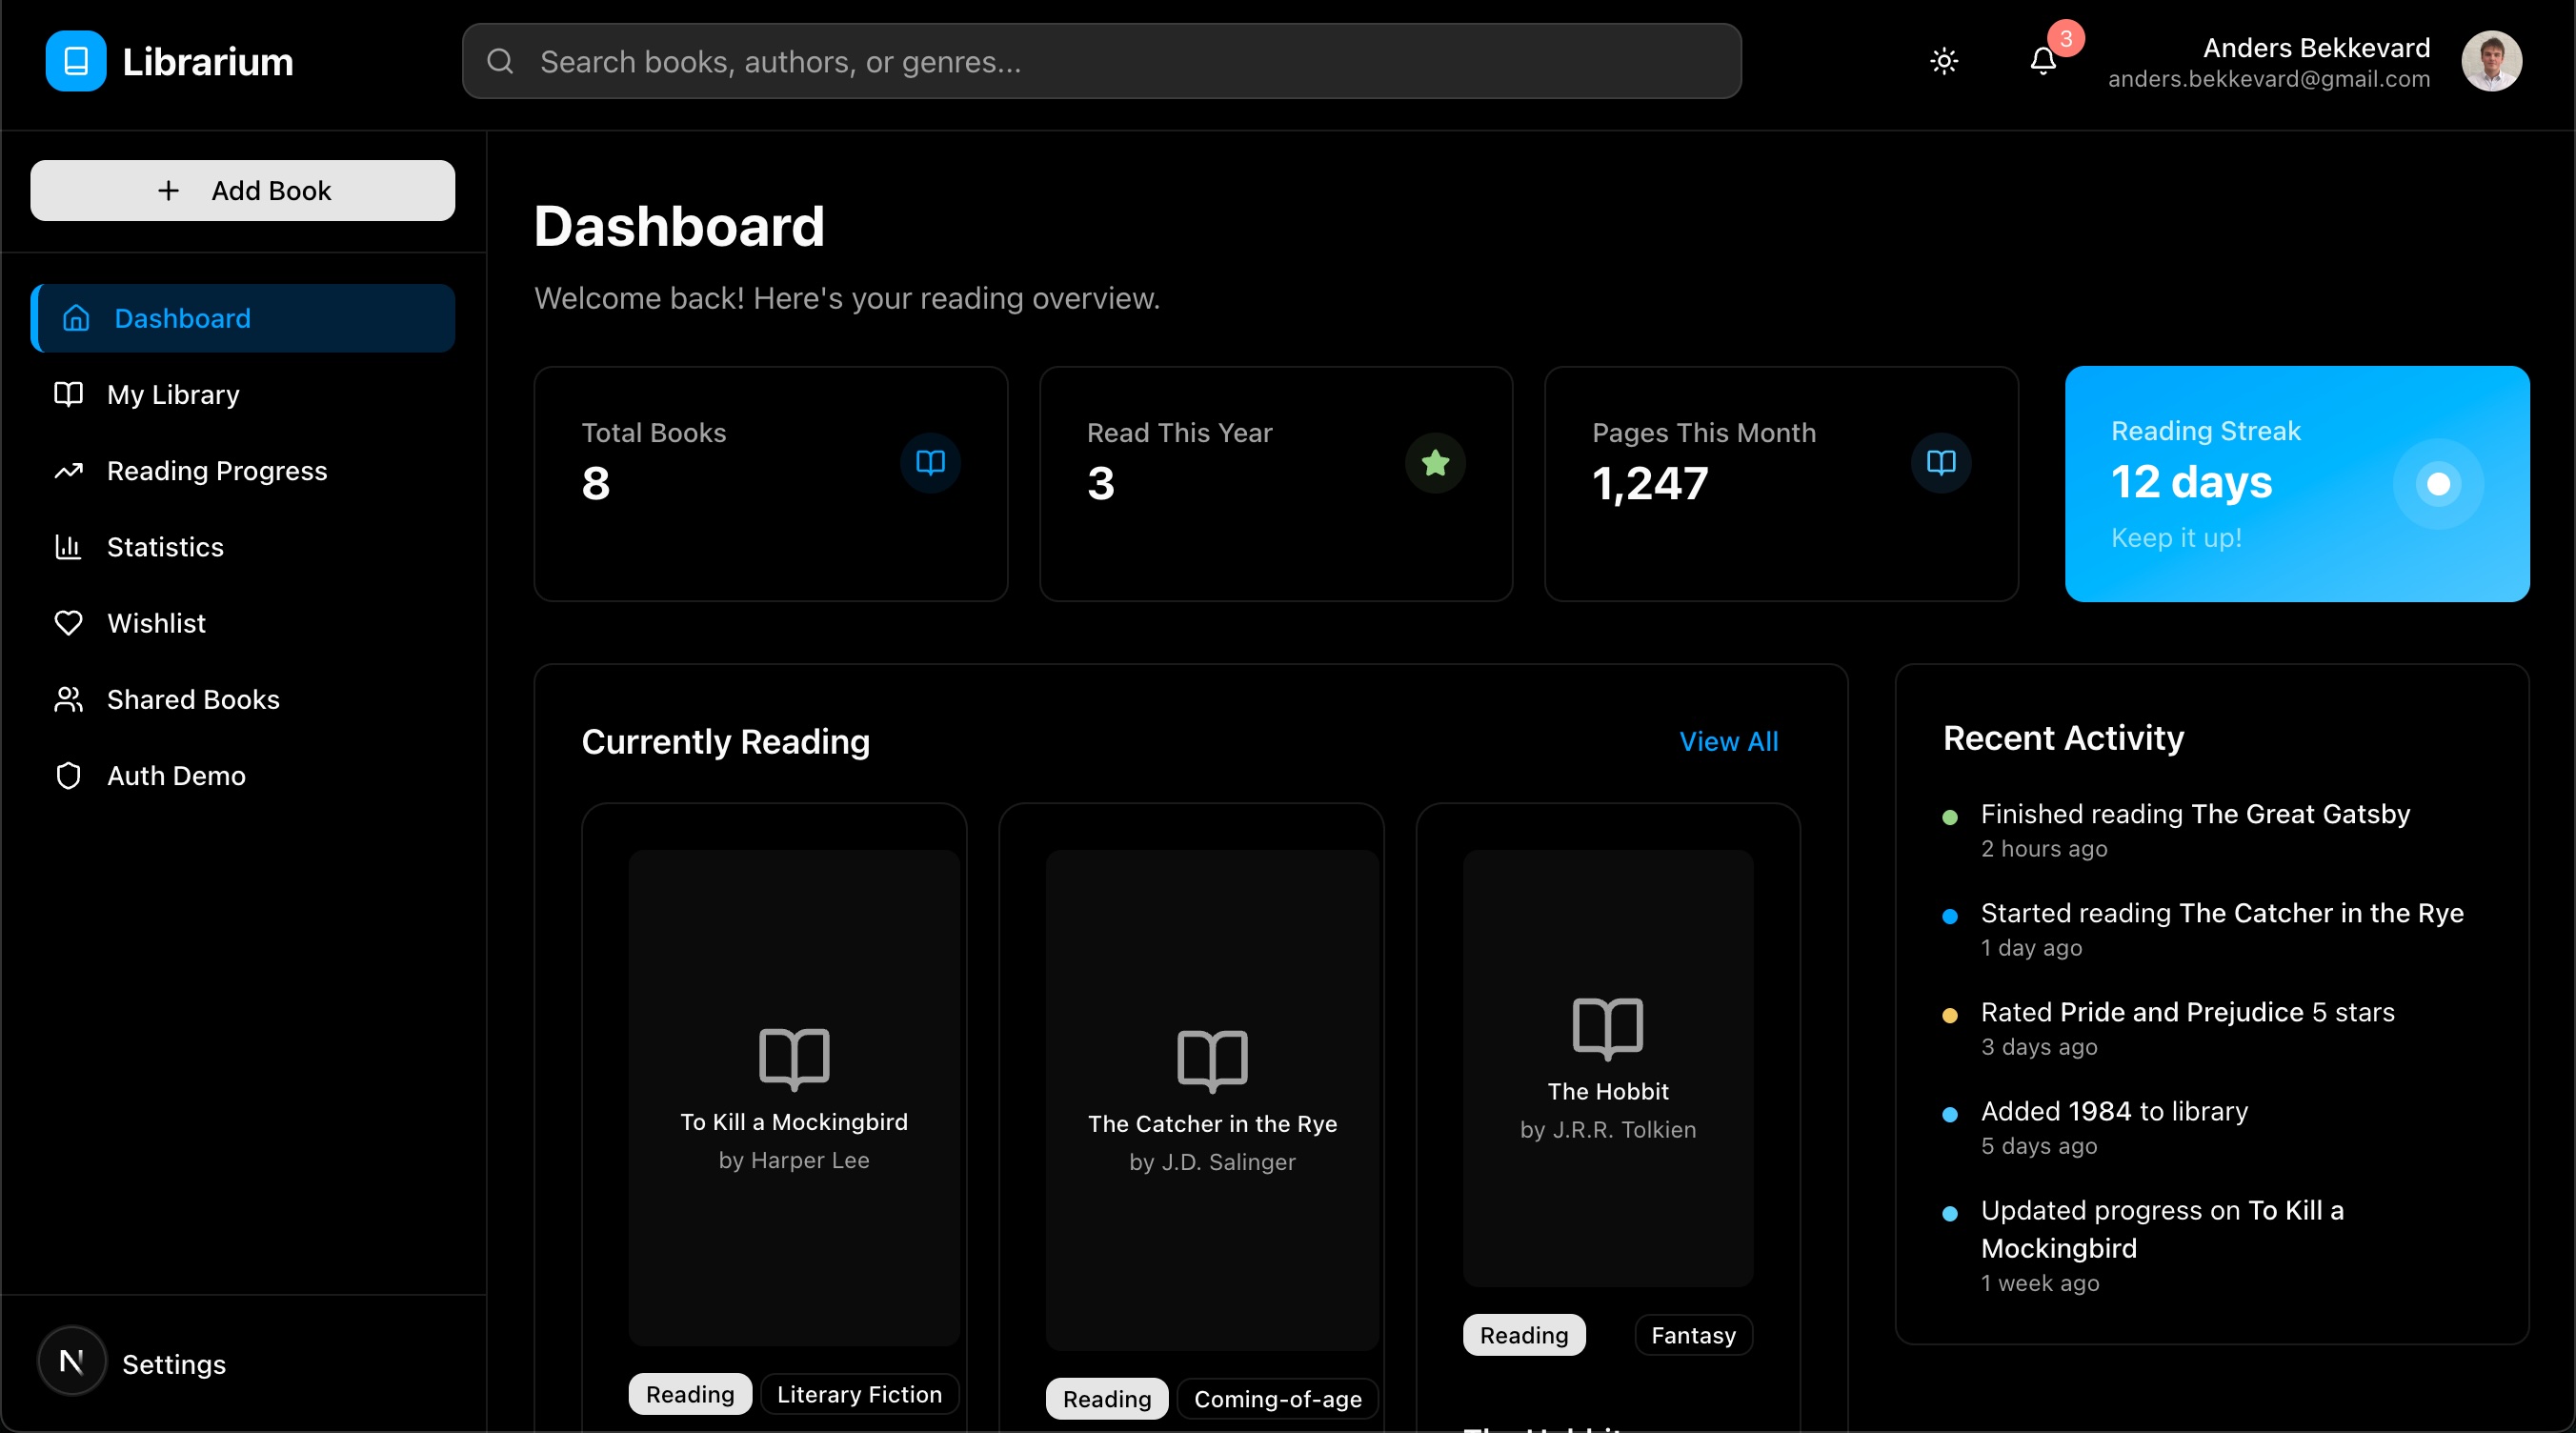 Librarium
Search books, authors, or genres...
3
Anders Bekkevard
anders.bekkevard@gmail.com
Add Book
Dashboard
My Library
Reading Progress
Statistics
Wishlist
Shared Books
Auth Demo
N
Settings
Dashboard
Welcome back! Here's your reading overview.
Total Books
8
Read This Year
3
Pages This Month
1,247
Reading Streak
12 days
Keep it up!
Currently Reading
View All
To Kill a Mockingbird
by Harper Lee
Reading
Literary Fiction
The Catcher in the Rye
by J.D. Salinger
Reading
Coming-of-age
The Hobbit
by J.R.R. Tolkien
Reading
Fantasy
Recent Activity
Finished reading The Great Gatsby
2 hours ago
Started reading The Catcher in the Rye
1 day ago
Rated Pride and Prejudice 5 stars
3 days ago
Added 1984 to library
5 days ago
Updated progress on To Kill a
Mockingbird
1 week ago